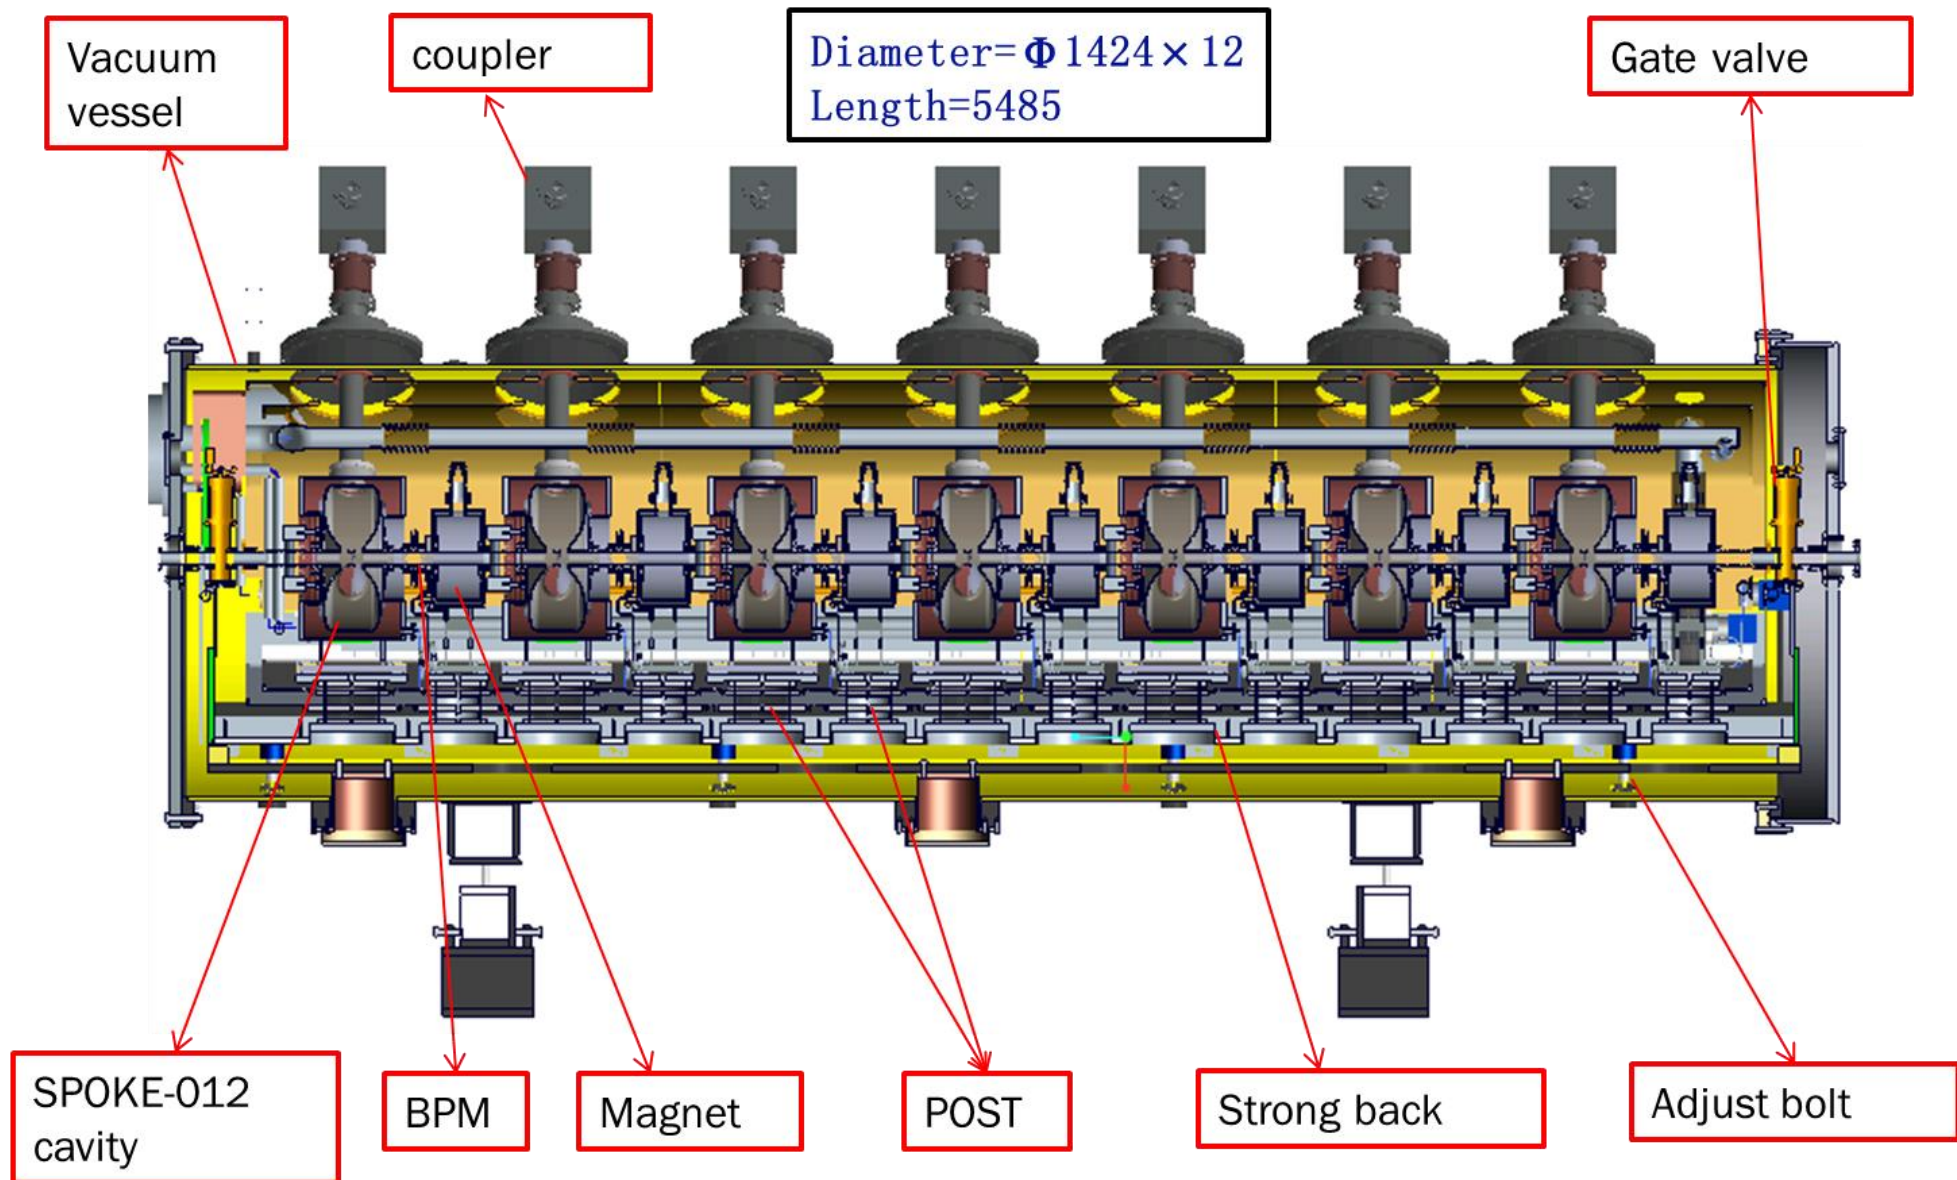 Vacuum
vessel
coupler
Diameter=Φ1424×12
Length=5485
Gate valve
SPOKE-012
cavity
BPM
Magnet
POST
Strong back
Adjust bolt